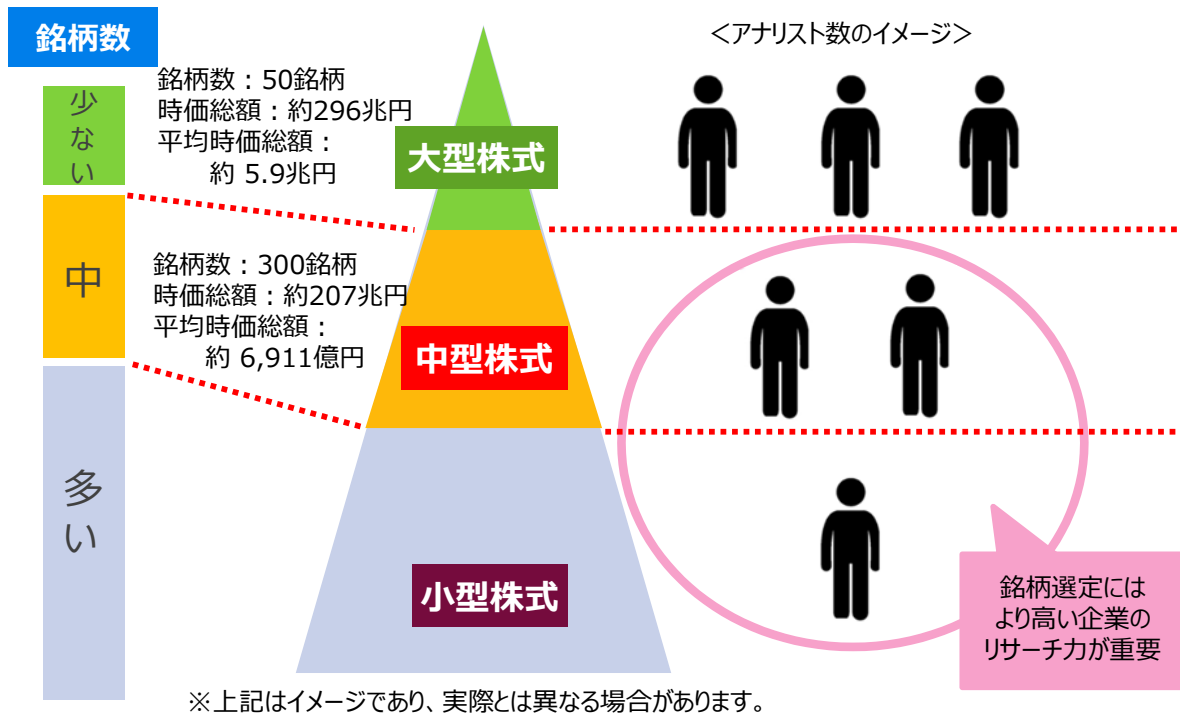 銘柄数
少ない
銘柄数：50銘柄
時価総額：約296兆円
平均時価総額：
約 5.9兆円
大型株式
＜アナリスト数のイメージ＞
中
銘柄数：300銘柄
時価総額：約207兆円
平均時価総額：
約 6,911億円
中型株式
多い
小型株式
銘柄選定には
より高い企業の
リサーチ力が重要
※上記はイメージであり、実際とは異なる場合があります。